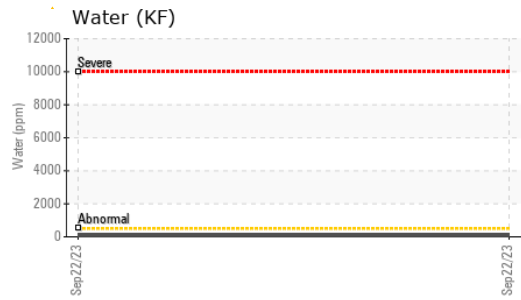 Water (KF)
12000
Severe
10000
8000
Water (ppm)
6000
4000
2000
Abnormal
0
Sep22/23
Sep22/23